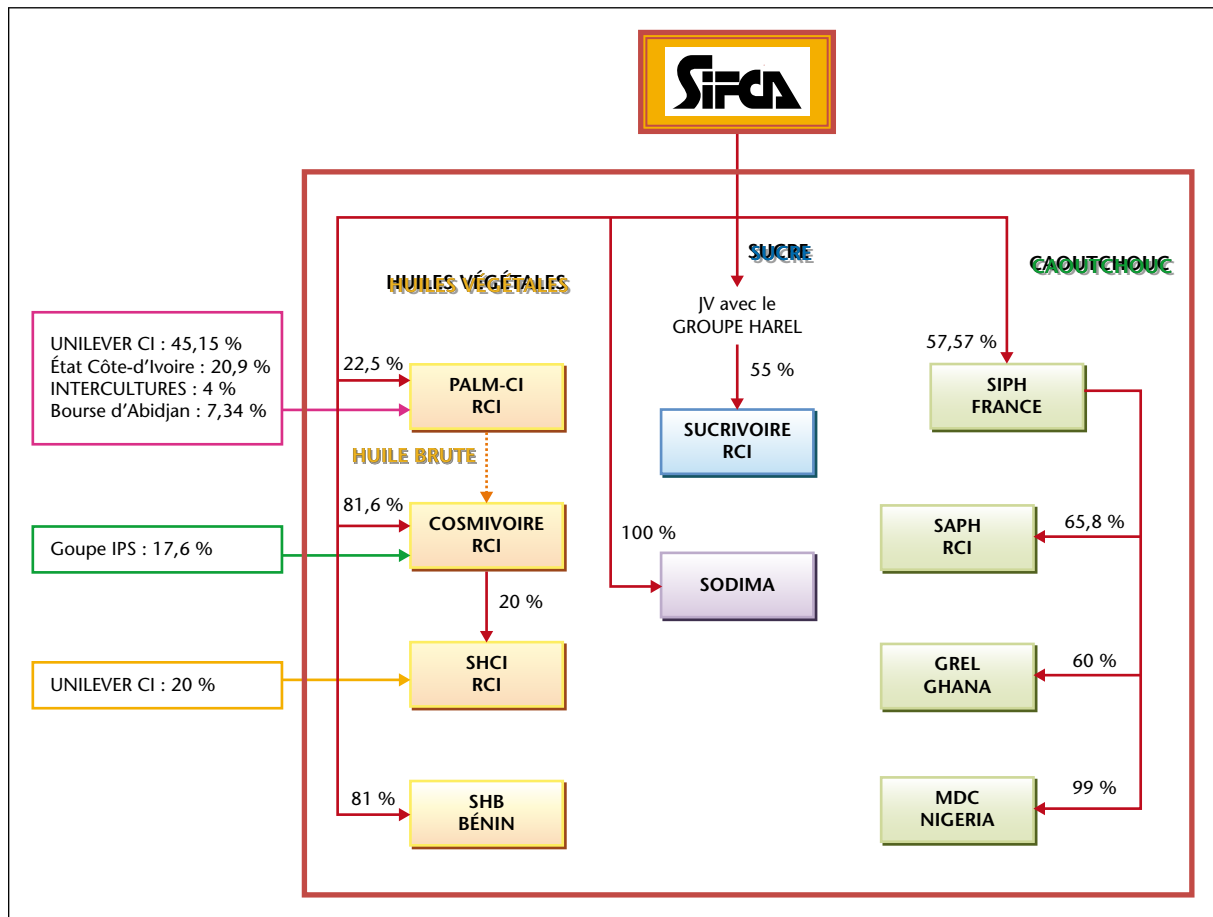 SIFCA
SUCRE
HUILES VÉGÉTALES
CAOUTCHOUC
JV avec le
GROUPE HAREL
UNILEVER CI : 45,15 %
État Côte-d’Ivoire : 20,9 %
INTERCULTURES : 4 %
Bourse d’Abidjan : 7,34 %
22,5 %
PALM-CI
RCI
55 %
57,57 %
SIPH
FRANCE
SUCRIVOIRE
RCI
HUILE BRUTE
81,6 %
COSMIVOIRE
RCI
Goupe IPS : 17,6 %
100 %
SODIMA
SAPH
RCI
65,8 %
20 %
UNILEVER CI : 20 %
SHCI
RCI
GREL
GHANA
60 %
81 %
SHB
BÉNIN
MDC
NIGERIA
99 %